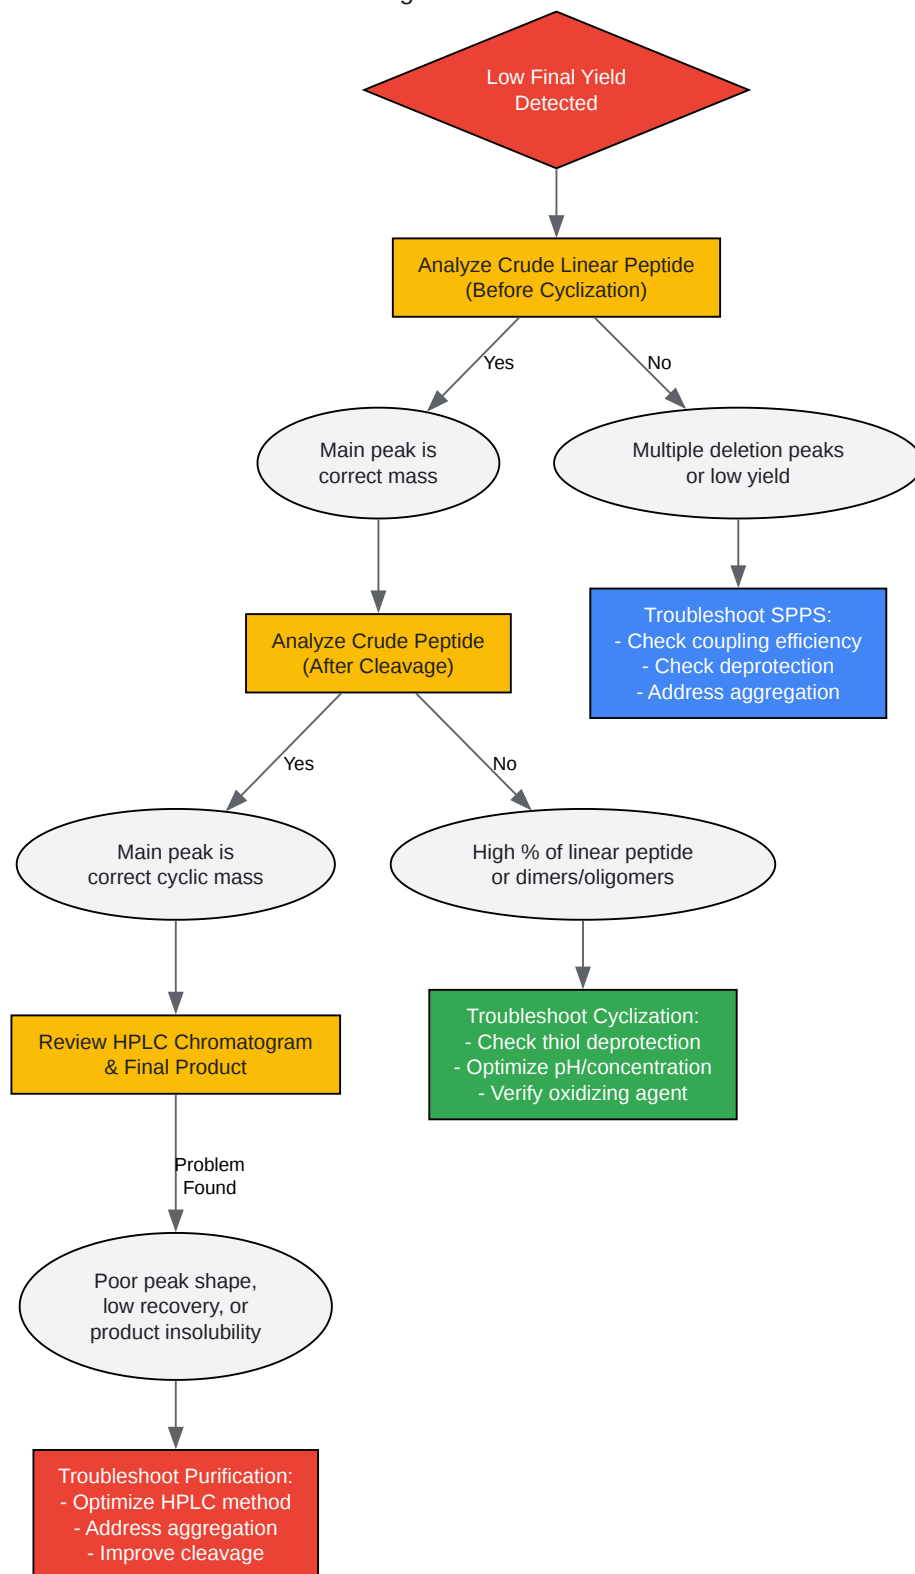 Low Final Yield
Detected
Analyze Crude Linear Peptide
(Before Cyclization)
Yes
No
Main peak is
correct mass
Multiple deletion peaks
or low yield
Analyze Crude Peptide
(After Cleavage)
Troubleshoot SPPS:
- Check coupling efficiency
- Check deprotection
- Address aggregation
Yes
No
Main peak is
correct cyclic mass
High % of linear peptide
or dimers/oligomers
Review HPLC Chromatogram
& Final Product
Troubleshoot Cyclization:
- Check thiol deprotection
- Optimize pH/concentration
- Verify oxidizing agent
Problem
Found
Poor peak shape,
low recovery, or
product insolubility
Troubleshoot Purification:
- Optimize HPLC method
- Address aggregation
- Improve cleavage